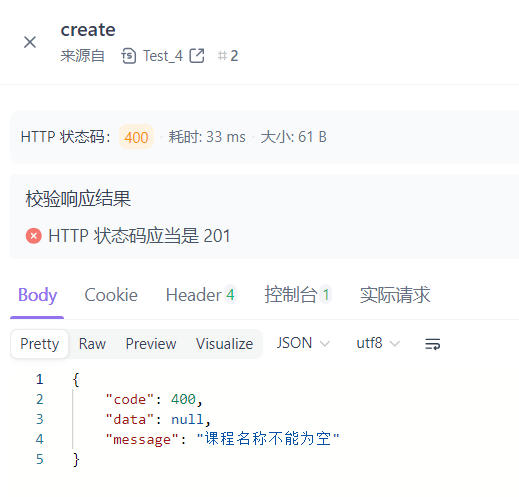 create
来源自 Test_4 #2
HTTP 状态码： 400 · 耗时: 33 ms · 大小: 61 B
校验响应结果
HTTP 状态码应当是 201
Body Cookie Header 4 控制台 1 实际请求
Pretty Raw Preview Visualize JSON utf8
1 {
2 "code": 400,
3 "data": null,
4 "message": "课程名称不能为空"
5 }